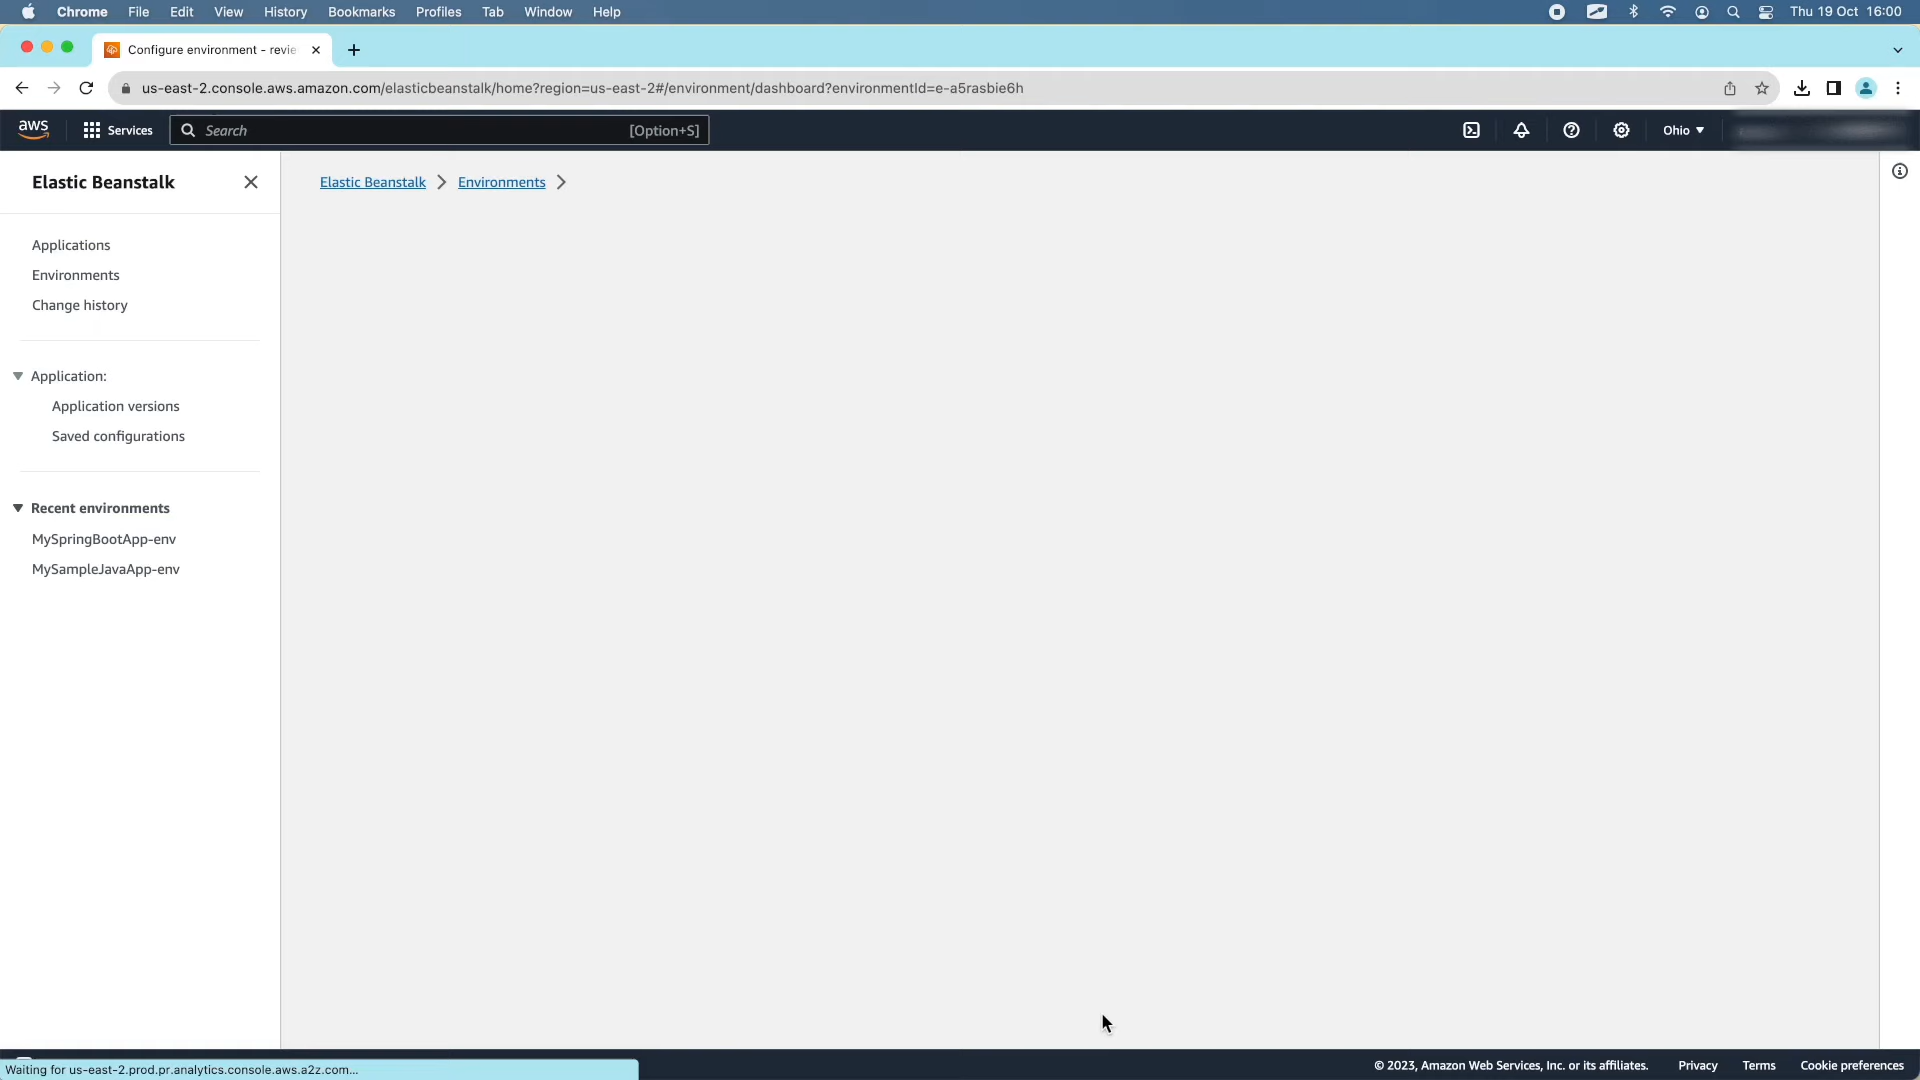 Chrome File Edit View History Bookmarks Profiles Tab Window Help Thu 19 Oct 16:00
Configure environment - revie
us-east-2.console.aws.amazon.com/elasticbeanstalk/home?region=us-east-2#/environment/dashboard?environmentId=e-a5rasbie6h
aws Services Search [Option+S] Ohio
Elastic Beanstalk
Elastic Beanstalk Environments
Applications
Environments
Change history
Application:
Application versions
Saved configurations
Recent environments
MySpringBootApp-env
MySampleJavaApp-env
© 2023, Amazon Web Services, Inc. or its affiliates. Privacy Terms Cookie preferences
Waiting for us-east-2.prod.pr.analytics.console.aws.a2z.com...